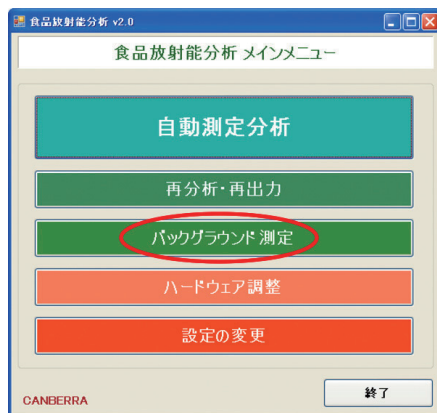 食品放射能分析 v2.0
食品放射能分析 メインメニュー
自動測定分析
再分析・再出力
バックグラウンド 測定
ハードウェア調整
設定の変更
CANBERRA
終了